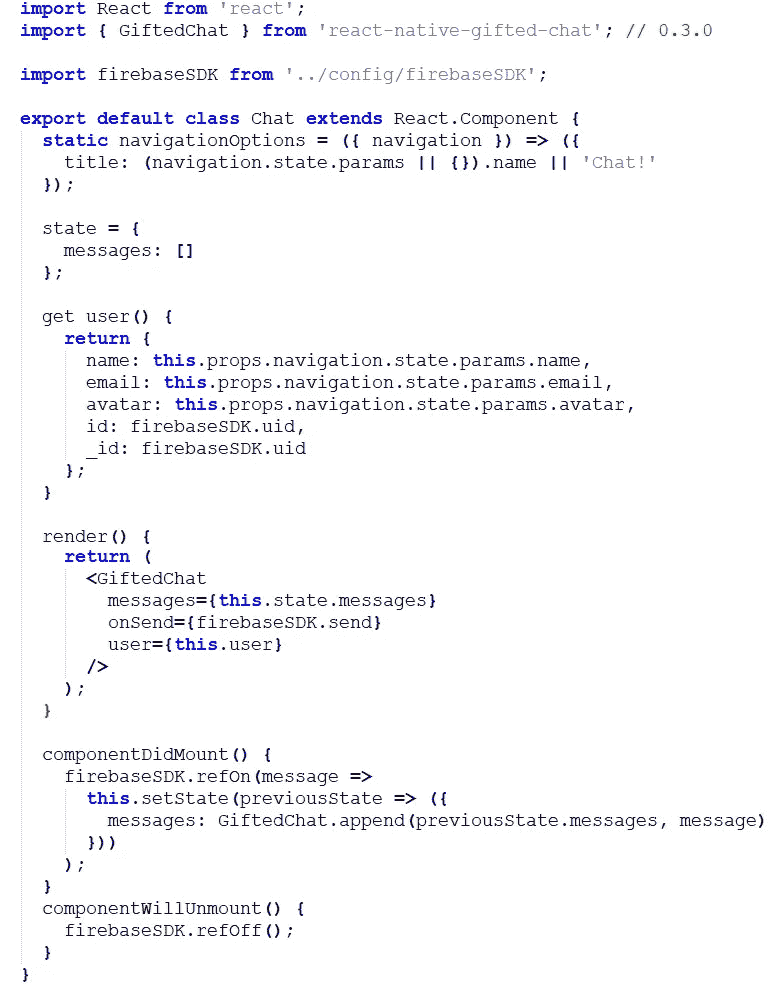 import React from 'react';
import { GiftedChat } from 'react-native-gifted-chat'; // 0.3.0

import firebaseSDK from '../config/firebaseSDK';

export default class Chat extends React.Component {
  static navigationOptions = ({ navigation }) => ({
    title: (navigation.state.params || {}).name || 'Chat!'
  });

  state = {
    messages: []
  };

  get user() {
    return {
      name: this.props.navigation.state.params.name,
      email: this.props.navigation.state.params.email,
      avatar: this.props.navigation.state.params.avatar,
      id: firebaseSDK.uid,
      _id: firebaseSDK.uid
    };
  }

  render() {
    return (
      <GiftedChat
        messages={this.state.messages}
        onSend={firebaseSDK.send}
        user={this.user}
      />
    );
  }

  componentDidMount() {
    firebaseSDK.refOn(message =>
      this.setState(previousState => ({
        messages: GiftedChat.append(previousState.messages, message)
      }))
    );
  }
  componentWillUnmount() {
    firebaseSDK.refOff();
  }
}